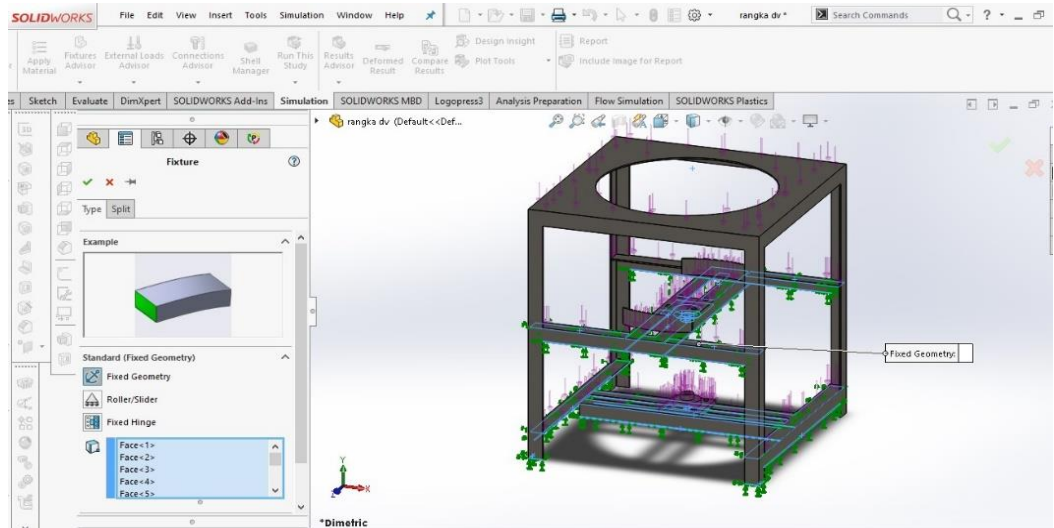 SOLIDWORKS File Edit View Insert Tools Simulation Window Help rangka dv * Search Commands
Apply Material
Fixtures Advisor
External Loads Advisor
Connections Advisor
Shell Manager
Run This Study
Results Advisor
Deformed Result
Compare Results
Design Insight
Plot Tools
Report
Include Image for Report
es Sketch Evaluate DimXpert SOLIDWORKS Add-Ins Simulation SOLIDWORKS MBD Logopress3 Analysis Preparation Flow Simulation SOLIDWORKS Plastics
rangka dv (Default<<Def...
Fixture
Type Split
Example
Standard (Fixed Geometry)
Fixed Geometry
Roller/Slider
Fixed Hinge
Face<1>
Face<2>
Face<3>
Face<4>
Face<5>
Fixed Geometry:
Y
X
Z
*Dimetric